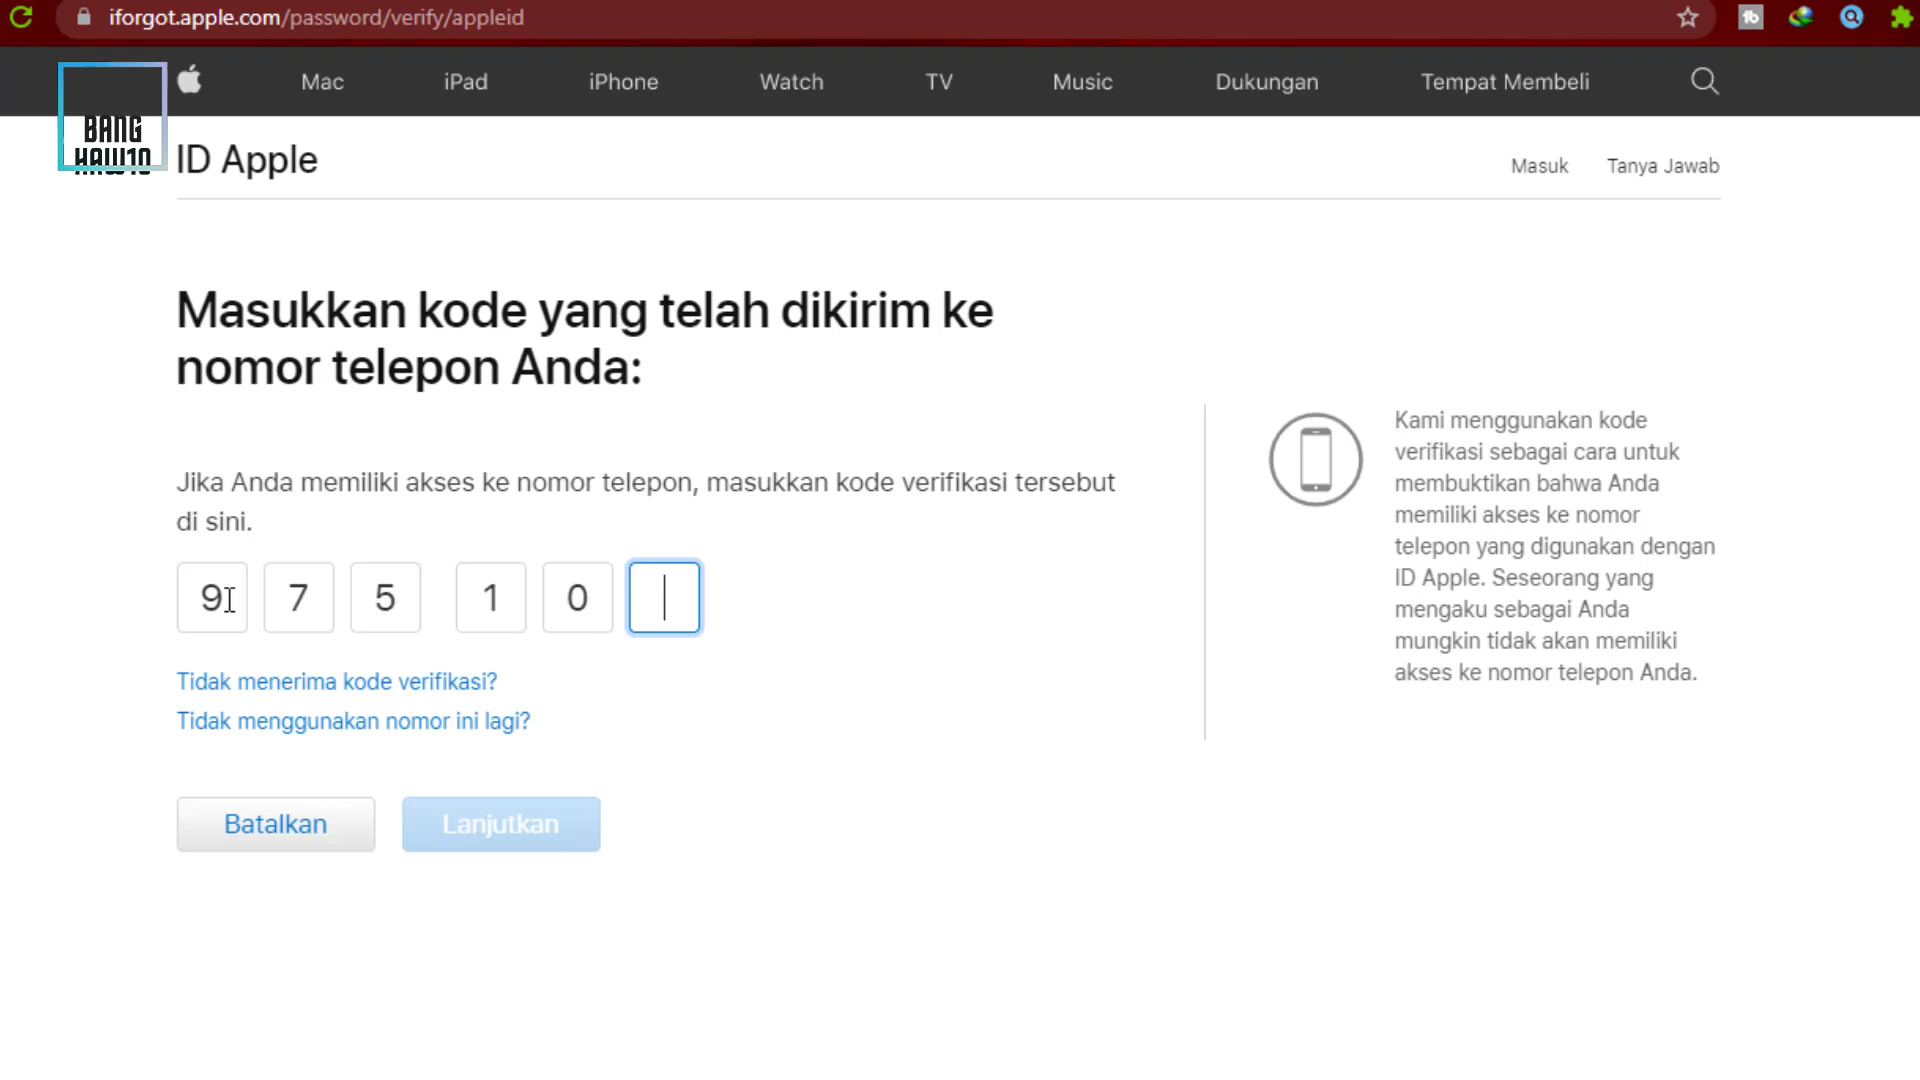 iforgot.apple.com/password/verify/appleid
Mac iPad iPhone Watch TV Music Dukungan Tempat Membeli
BANG
HAW10
ID Apple
Masuk Tanya Jawab
Masukkan kode yang telah dikirim ke
nomor telepon Anda:
Jika Anda memiliki akses ke nomor telepon, masukkan kode verifikasi tersebut
di sini.
9 7 5 1 0
Tidak menerima kode verifikasi?
Tidak menggunakan nomor ini lagi?
Batalkan Lanjutkan
Kami menggunakan kode
verifikasi sebagai cara untuk
membuktikan bahwa Anda
memiliki akses ke nomor
telepon yang digunakan dengan
ID Apple. Seseorang yang
mengaku sebagai Anda
mungkin tidak akan memiliki
akses ke nomor telepon Anda.